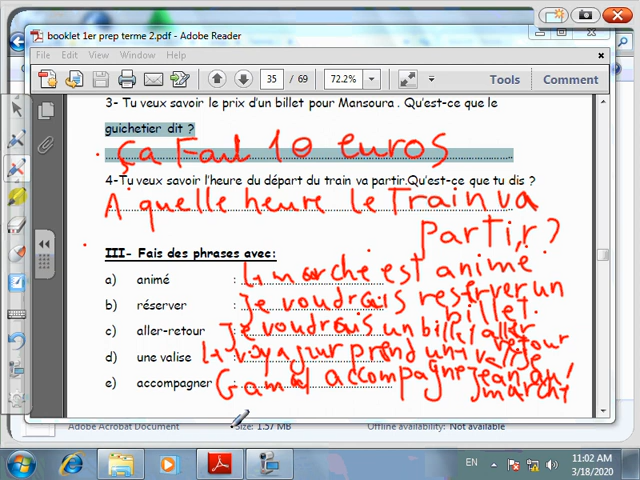 booklet 1er prep terme 2.pdf - Adobe Reader
File Edit View Window Help
35 / 69 72.2% Tools Comment
3- Tu veux savoir le prix d'un billet pour Mansoura . Qu'est-ce que le
guichetier dit ?
ça Fait 10 euros
4-Tu veux savoir l'heure du départ du train va partir.Qu'est-ce que tu dis ?
A quelle heure le Train va
partir?
III- Fais des phrases avec:
a) animé : Le marché est animé
b) réserver : Je voudrais reserver un
billet.
c) aller-retour : Je voudrais un billet aller
retour
d) une valise : Le voyageur prend une valise
e) accompagner : Gamal accompagne Jean au
marché
Adobe Acrobat Document Size: 1.57 MB Offline availability: Not available
EN 11:02 AM
3/18/2020